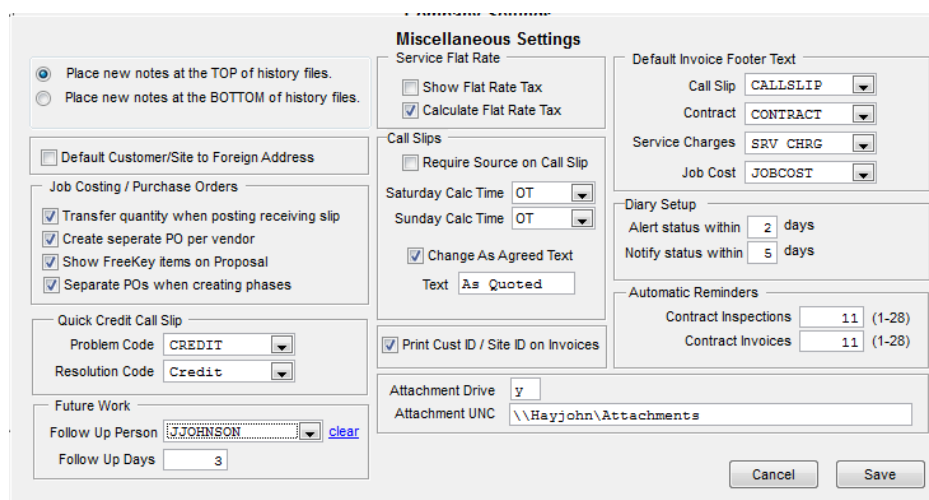 Miscellaneous Settings
Place new notes at the TOP of history files.
Place new notes at the BOTTOM of history files.
Default Customer/Site to Foreign Address
Job Costing / Purchase Orders
Transfer quantity when posting receiving slip
Create seperate PO per vendor
Show FreeKey items on Proposal
Separate POs when creating phases
Quick Credit Call Slip
Problem Code CREDIT
Resolution Code Credit
Future Work
Follow Up Person JJOHNSON clear
Follow Up Days 3
Service Flat Rate
Show Flat Rate Tax
Calculate Flat Rate Tax
Call Slips
Require Source on Call Slip
Saturday Calc Time OT
Sunday Calc Time OT
Change As Agreed Text
Text As Quoted
Print Cust ID / Site ID on Invoices
Default Invoice Footer Text
Call Slip CALLSLIP
Contract CONTRACT
Service Charges SRV CHRG
Job Cost JOBCOST
Diary Setup
Alert status within 2 days
Notify status within 5 days
Automatic Reminders
Contract Inspections 11 (1-28)
Contract Invoices 11 (1-28)
Attachment Drive y
Attachment UNC \\Hayjohn\Attachments
Cancel Save